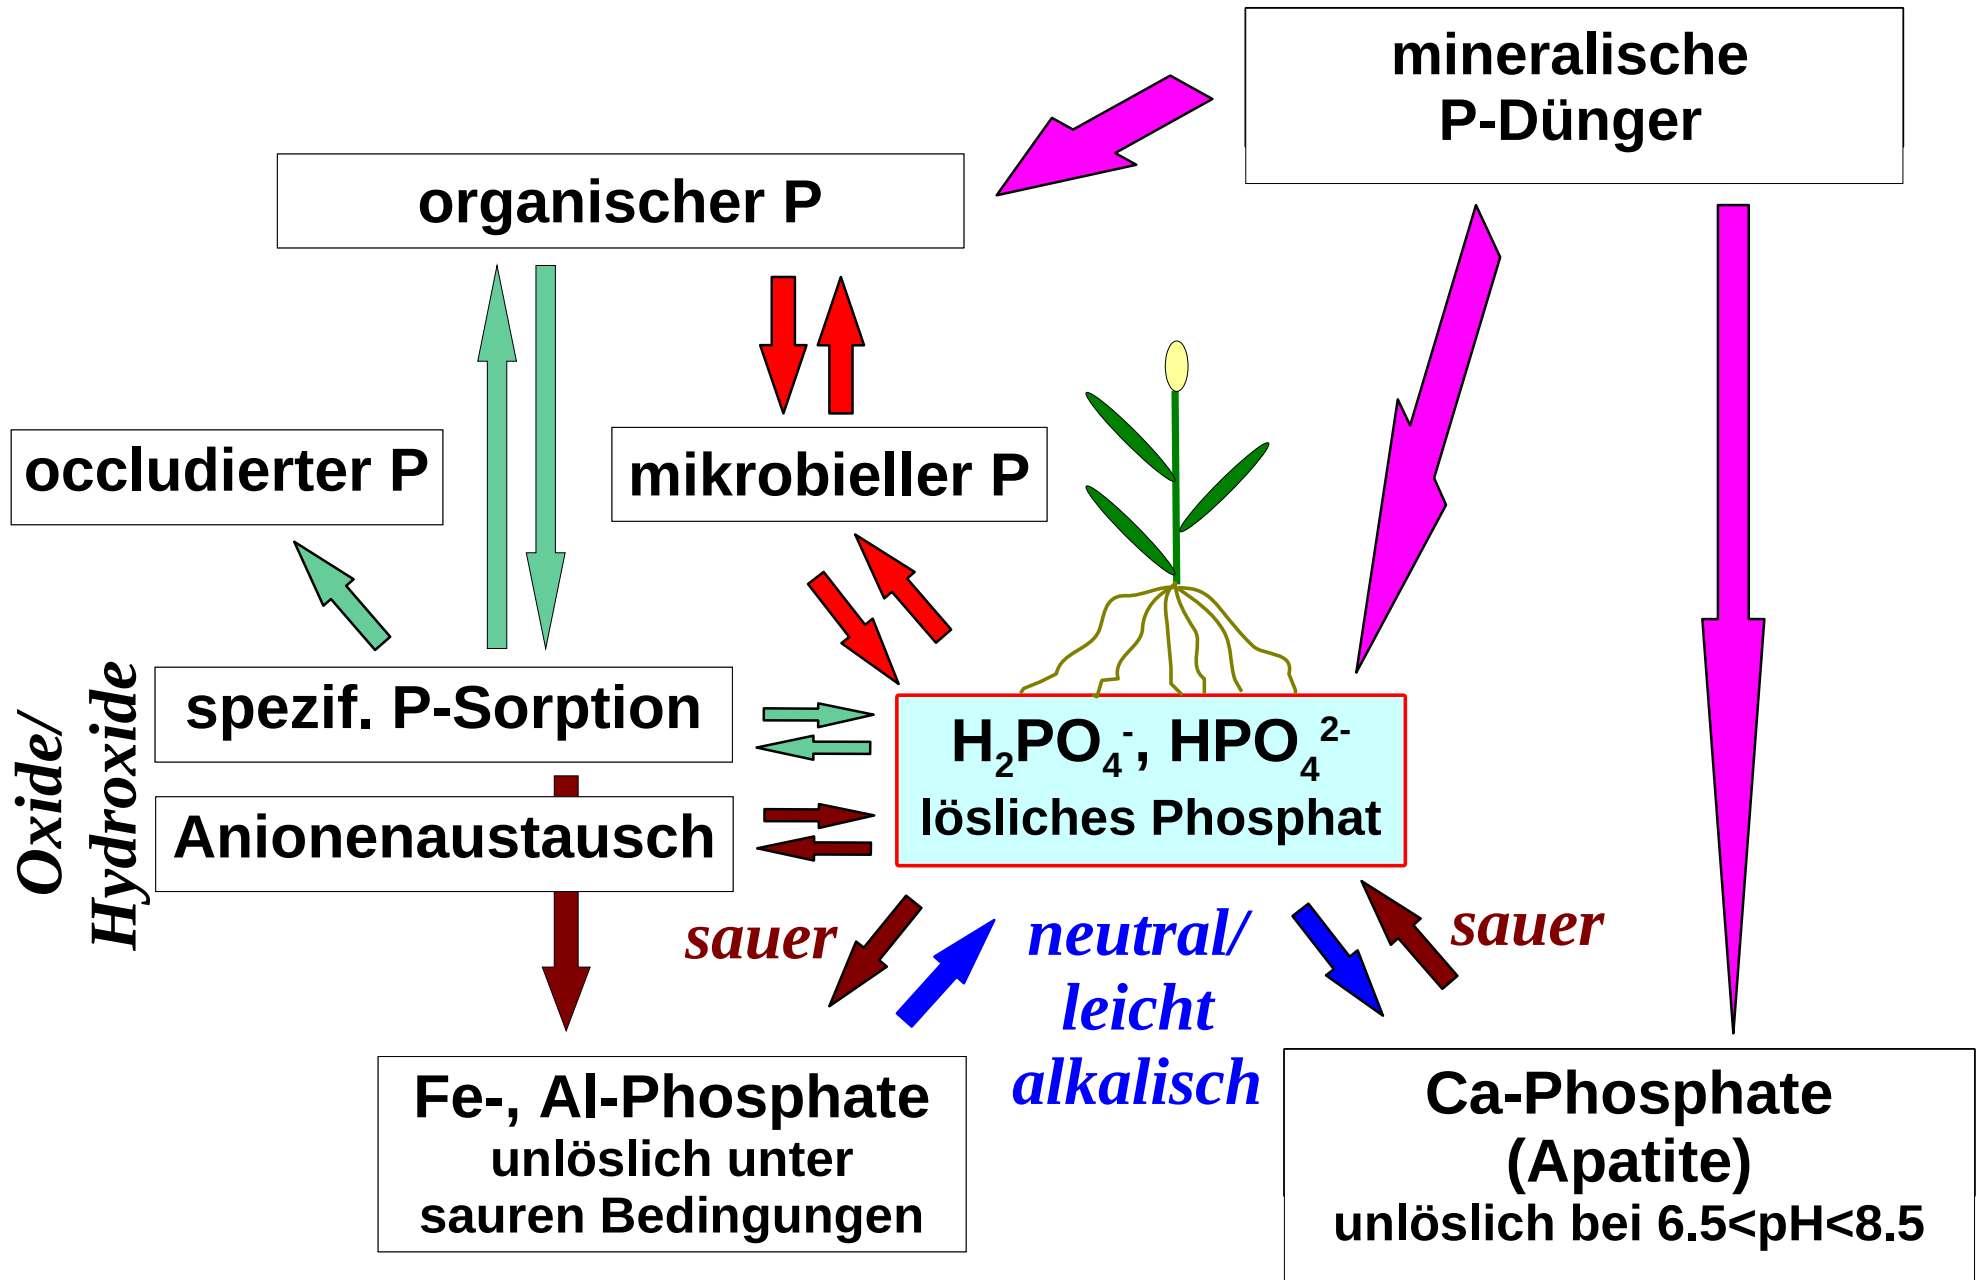 mineralische
P-Dünger
organischer P
occludierter P
mikrobieller P
Oxide/
Hydroxide
spezif. P-Sorption
Anionenaustausch
H₂PO₄⁻, HPO₄²⁻
lösliches Phosphat
sauer
neutral/
leicht
alkalisch
sauer
Fe-, Al-Phosphate
unlöslich unter
sauren Bedingungen
Ca-Phosphate
(Apatite)
unlöslich bei 6.5<pH<8.5